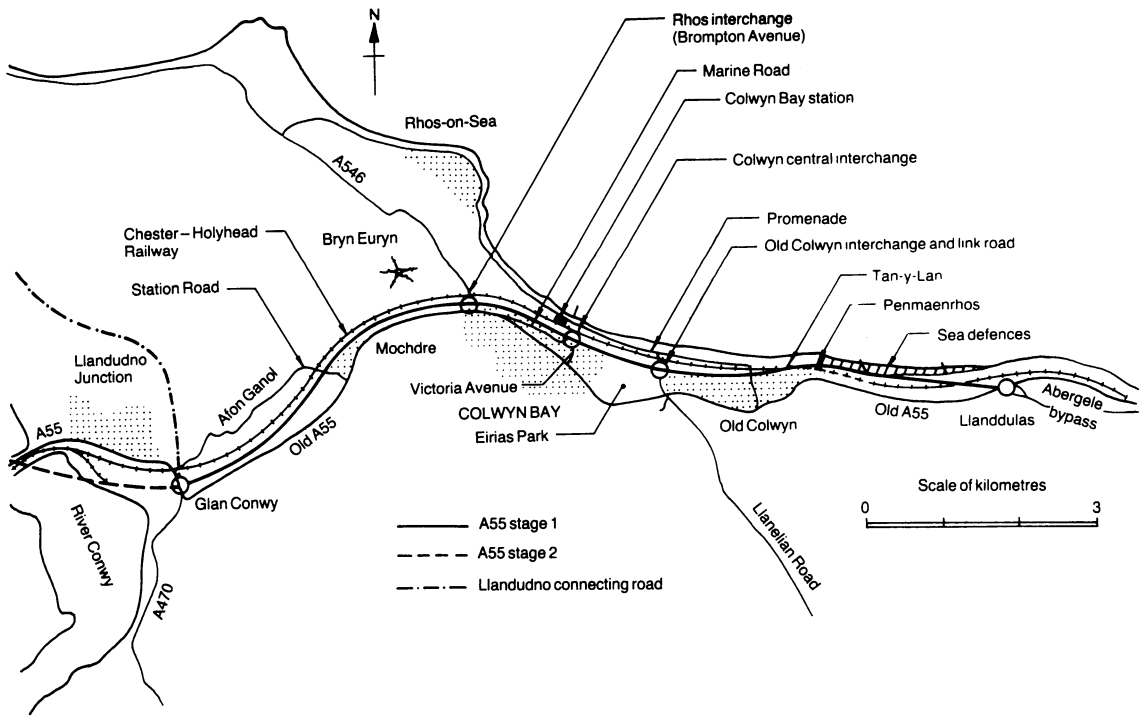 N
Rhos interchange
(Brompton Avenue)
Marine Road
Colwyn Bay station
Rhos-on-Sea
Colwyn central interchange
A546
Promenade
Chester–Holyhead
Railway
Bryn Euryn
Old Colwyn interchange and link road
Tan-y-Lan
Station Road
Penmaenrhos
Sea defences
Llandudno
Junction
Mochdre
Afon Ganol
Victoria Avenue
Abergele
bypass
COLWYN BAY
Old A55
Llanddulas
Old Colwyn
Eirias Park
A55
Old A55
Glan Conwy
Scale of kilometres
0
3
River Conwy
A55 stage 1
A55 stage 2
Llanelian Road
Llandudno connecting road
A470